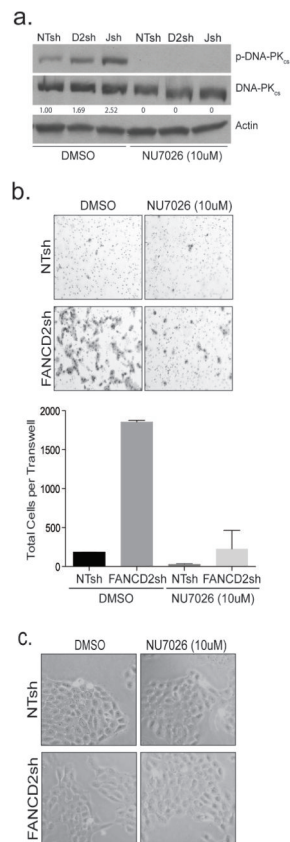 a.
NTsh D2sh Jsh NTsh D2sh Jsh
p-DNA-PKcs
DNA-PKcs
1.00 1.69 2.52 0 0 0
Actin
DMSO NU7026 (10uM)
b.
DMSO NU7026 (10uM)
NTsh
FANCD2sh
Total Cells per Transwell
2000
1500
1000
500
0
NTsh FANCD2sh NTsh FANCD2sh
DMSO NU7026 (10uM)
c.
DMSO NU7026 (10uM)
NTsh
FANCD2sh